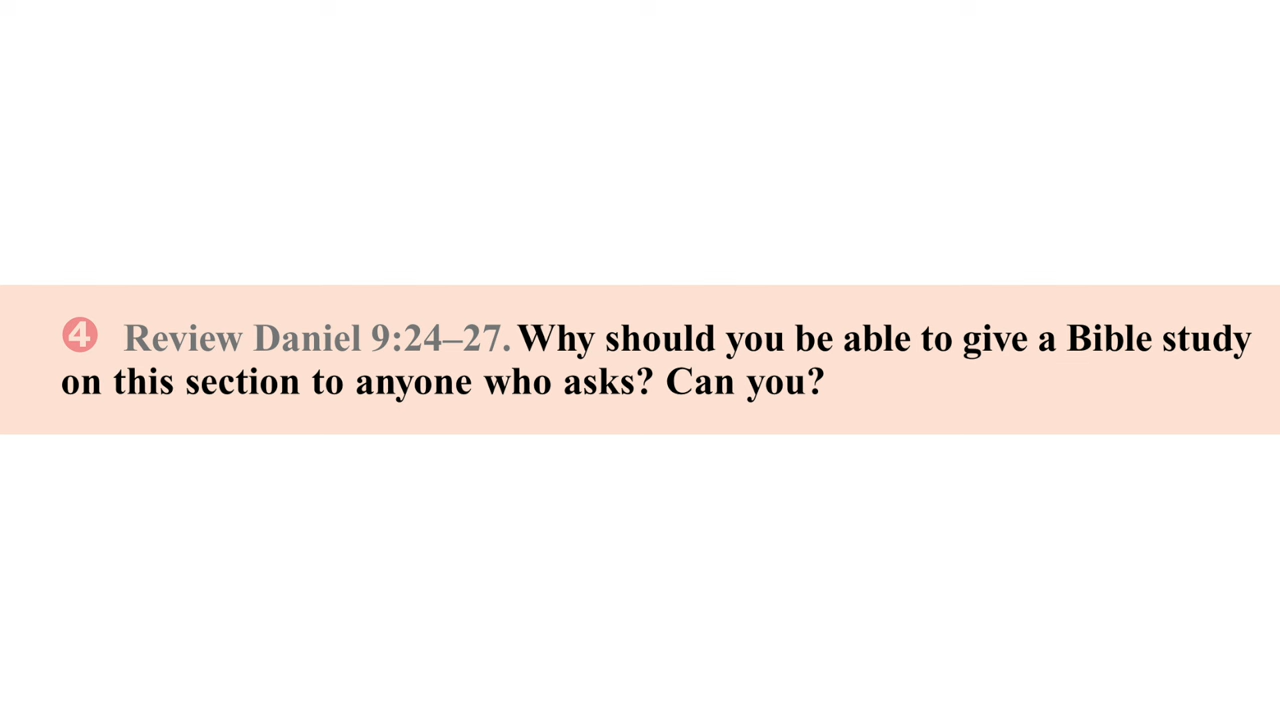 ❹ Review Daniel 9:24–27. Why should you be able to give a Bible study
on this section to anyone who asks? Can you?